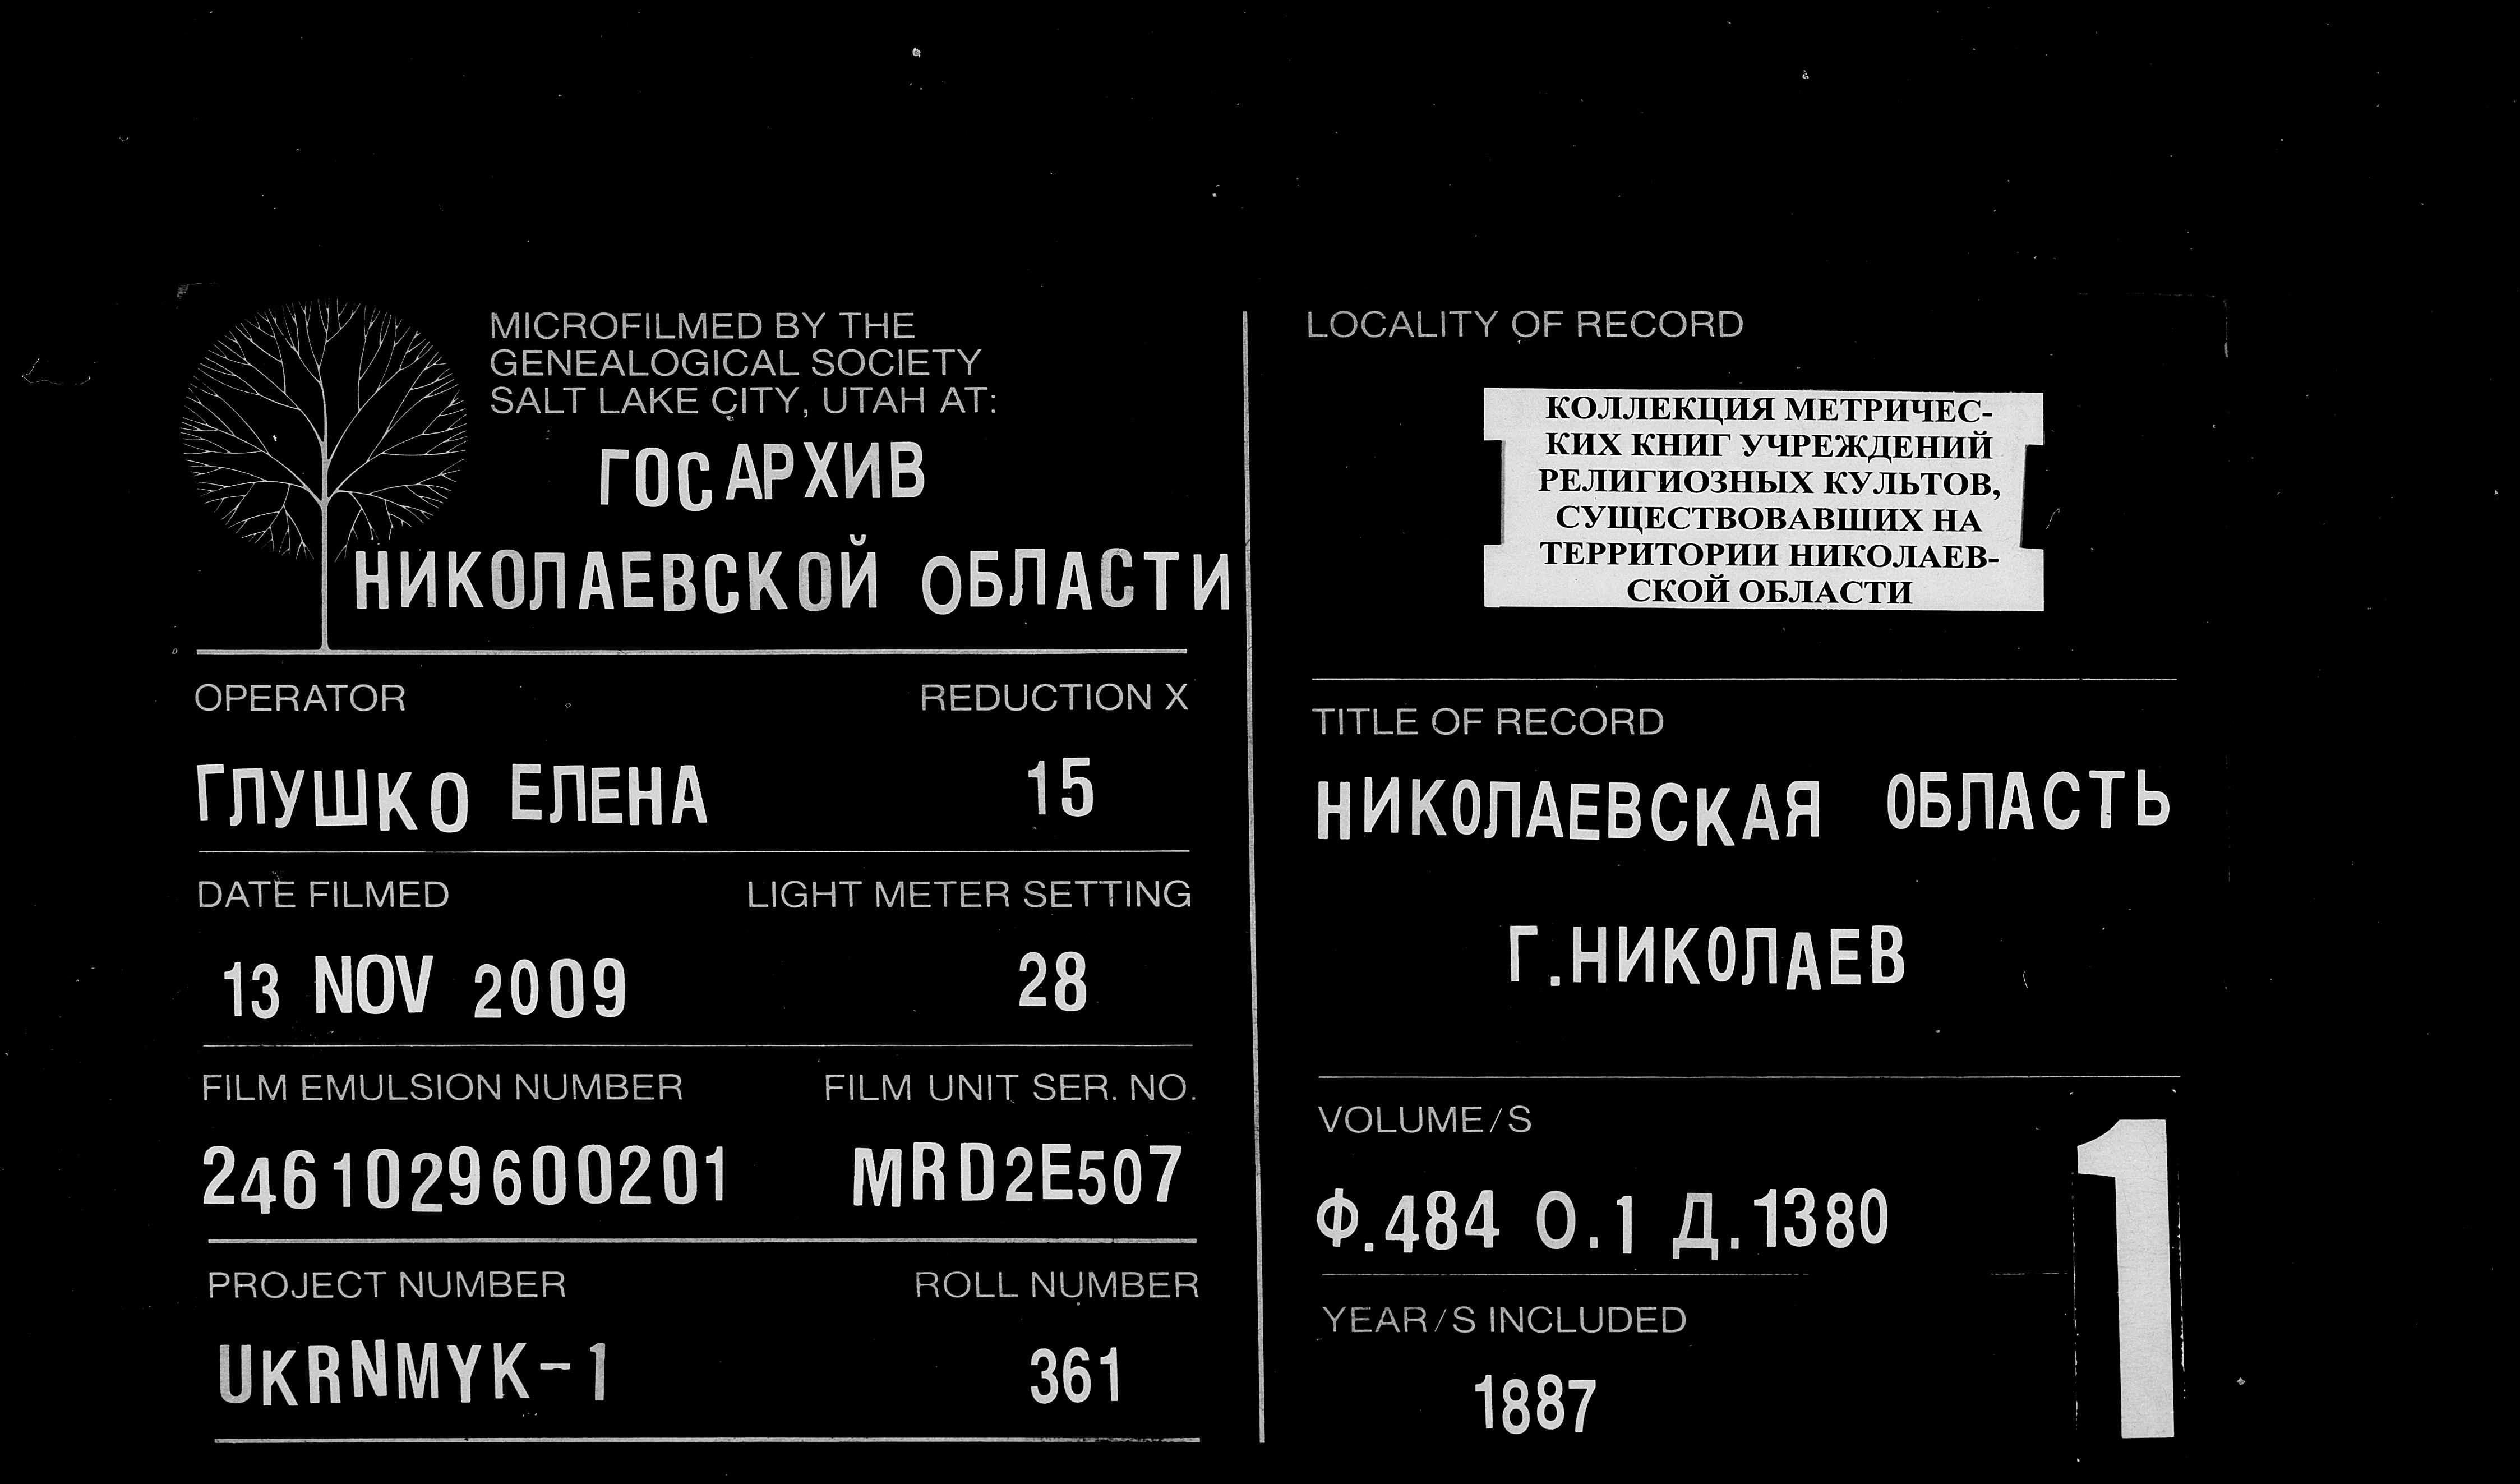 MICROFILMED BY THE
GENEALOGICAL SOCIETY
SALT LAKE CITY, UTAH AT:
ГОСАРХИВ
НИКОЛАЕВСКОЙ ОБЛАСТИ
OPERATOR REDUCTION X
ГЛУШКО ЕЛЕНА 15
DATE FILMED LIGHT METER SETTING
13 NOV 2009 28
FILM EMULSION NUMBER FILM UNIT SER. NO.
2461029600201 MRD2E507
PROJECT NUMBER ROLL NUMBER
UKRNMYK-1 361
LOCALITY OF RECORD
КОЛЛЕКЦИЯ МЕТРИЧЕС-
КИХ КНИГ УЧРЕЖДЕНИЙ
РЕЛИГИОЗНЫХ КУЛЬТОВ,
СУЩЕСТВОВАВШИХ НА
ТЕРРИТОРИИ НИКОЛАЕВ-
СКОЙ ОБЛАСТИ
TITLE OF RECORD
НИКОЛАЕВСКАЯ ОБЛАСТЬ
Г.НИКОЛАЕВ
VOLUME/S
Ф.484 О.1 Д.1380
YEAR/S INCLUDED
1887
1